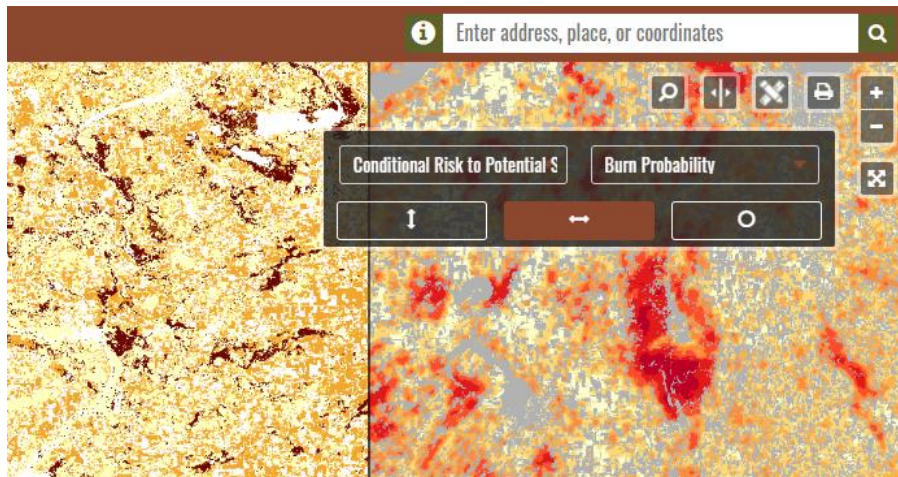 Enter address, place, or coordinates
Conditional Risk to Potential S
Burn Probability